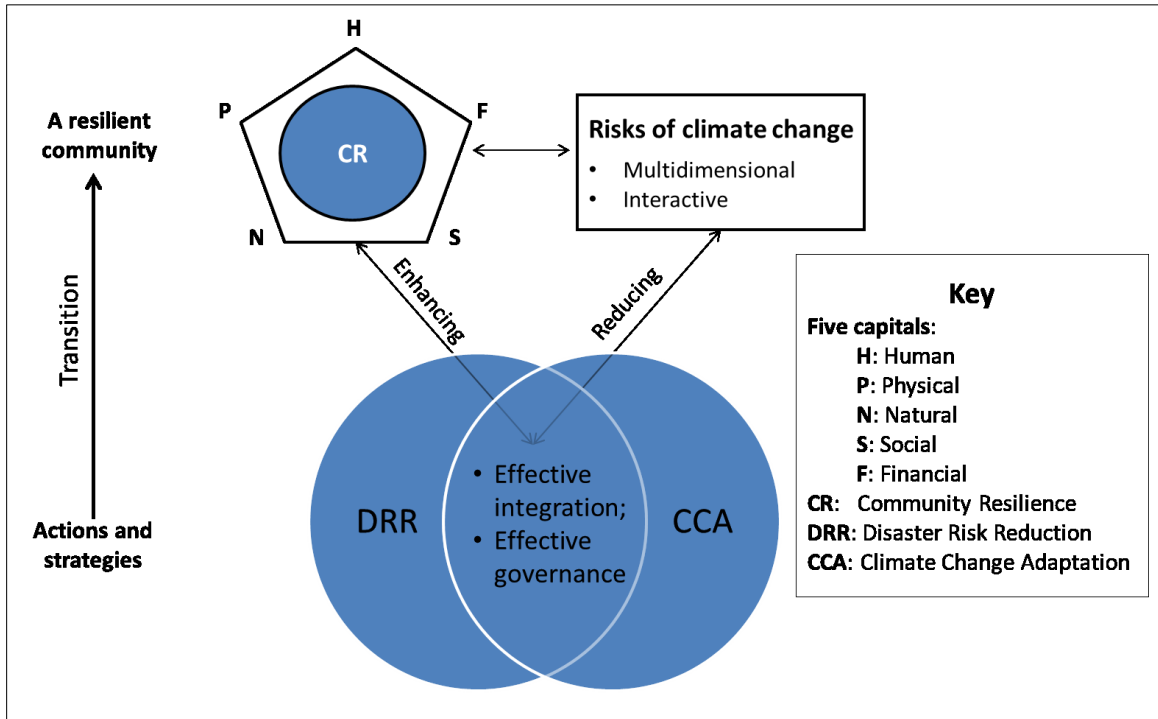 H
P
F
A resilient
community
CR
Risks of climate change
• Multidimensional
• Interactive
N
S
Transition
Enhancing
Reducing
Key
Five capitals:
H: Human
P: Physical
N: Natural
S: Social
F: Financial
CR: Community Resilience
DRR: Disaster Risk Reduction
CCA: Climate Change Adaptation
Actions and
strategies
DRR
• Effective
integration;
• Effective
governance
CCA